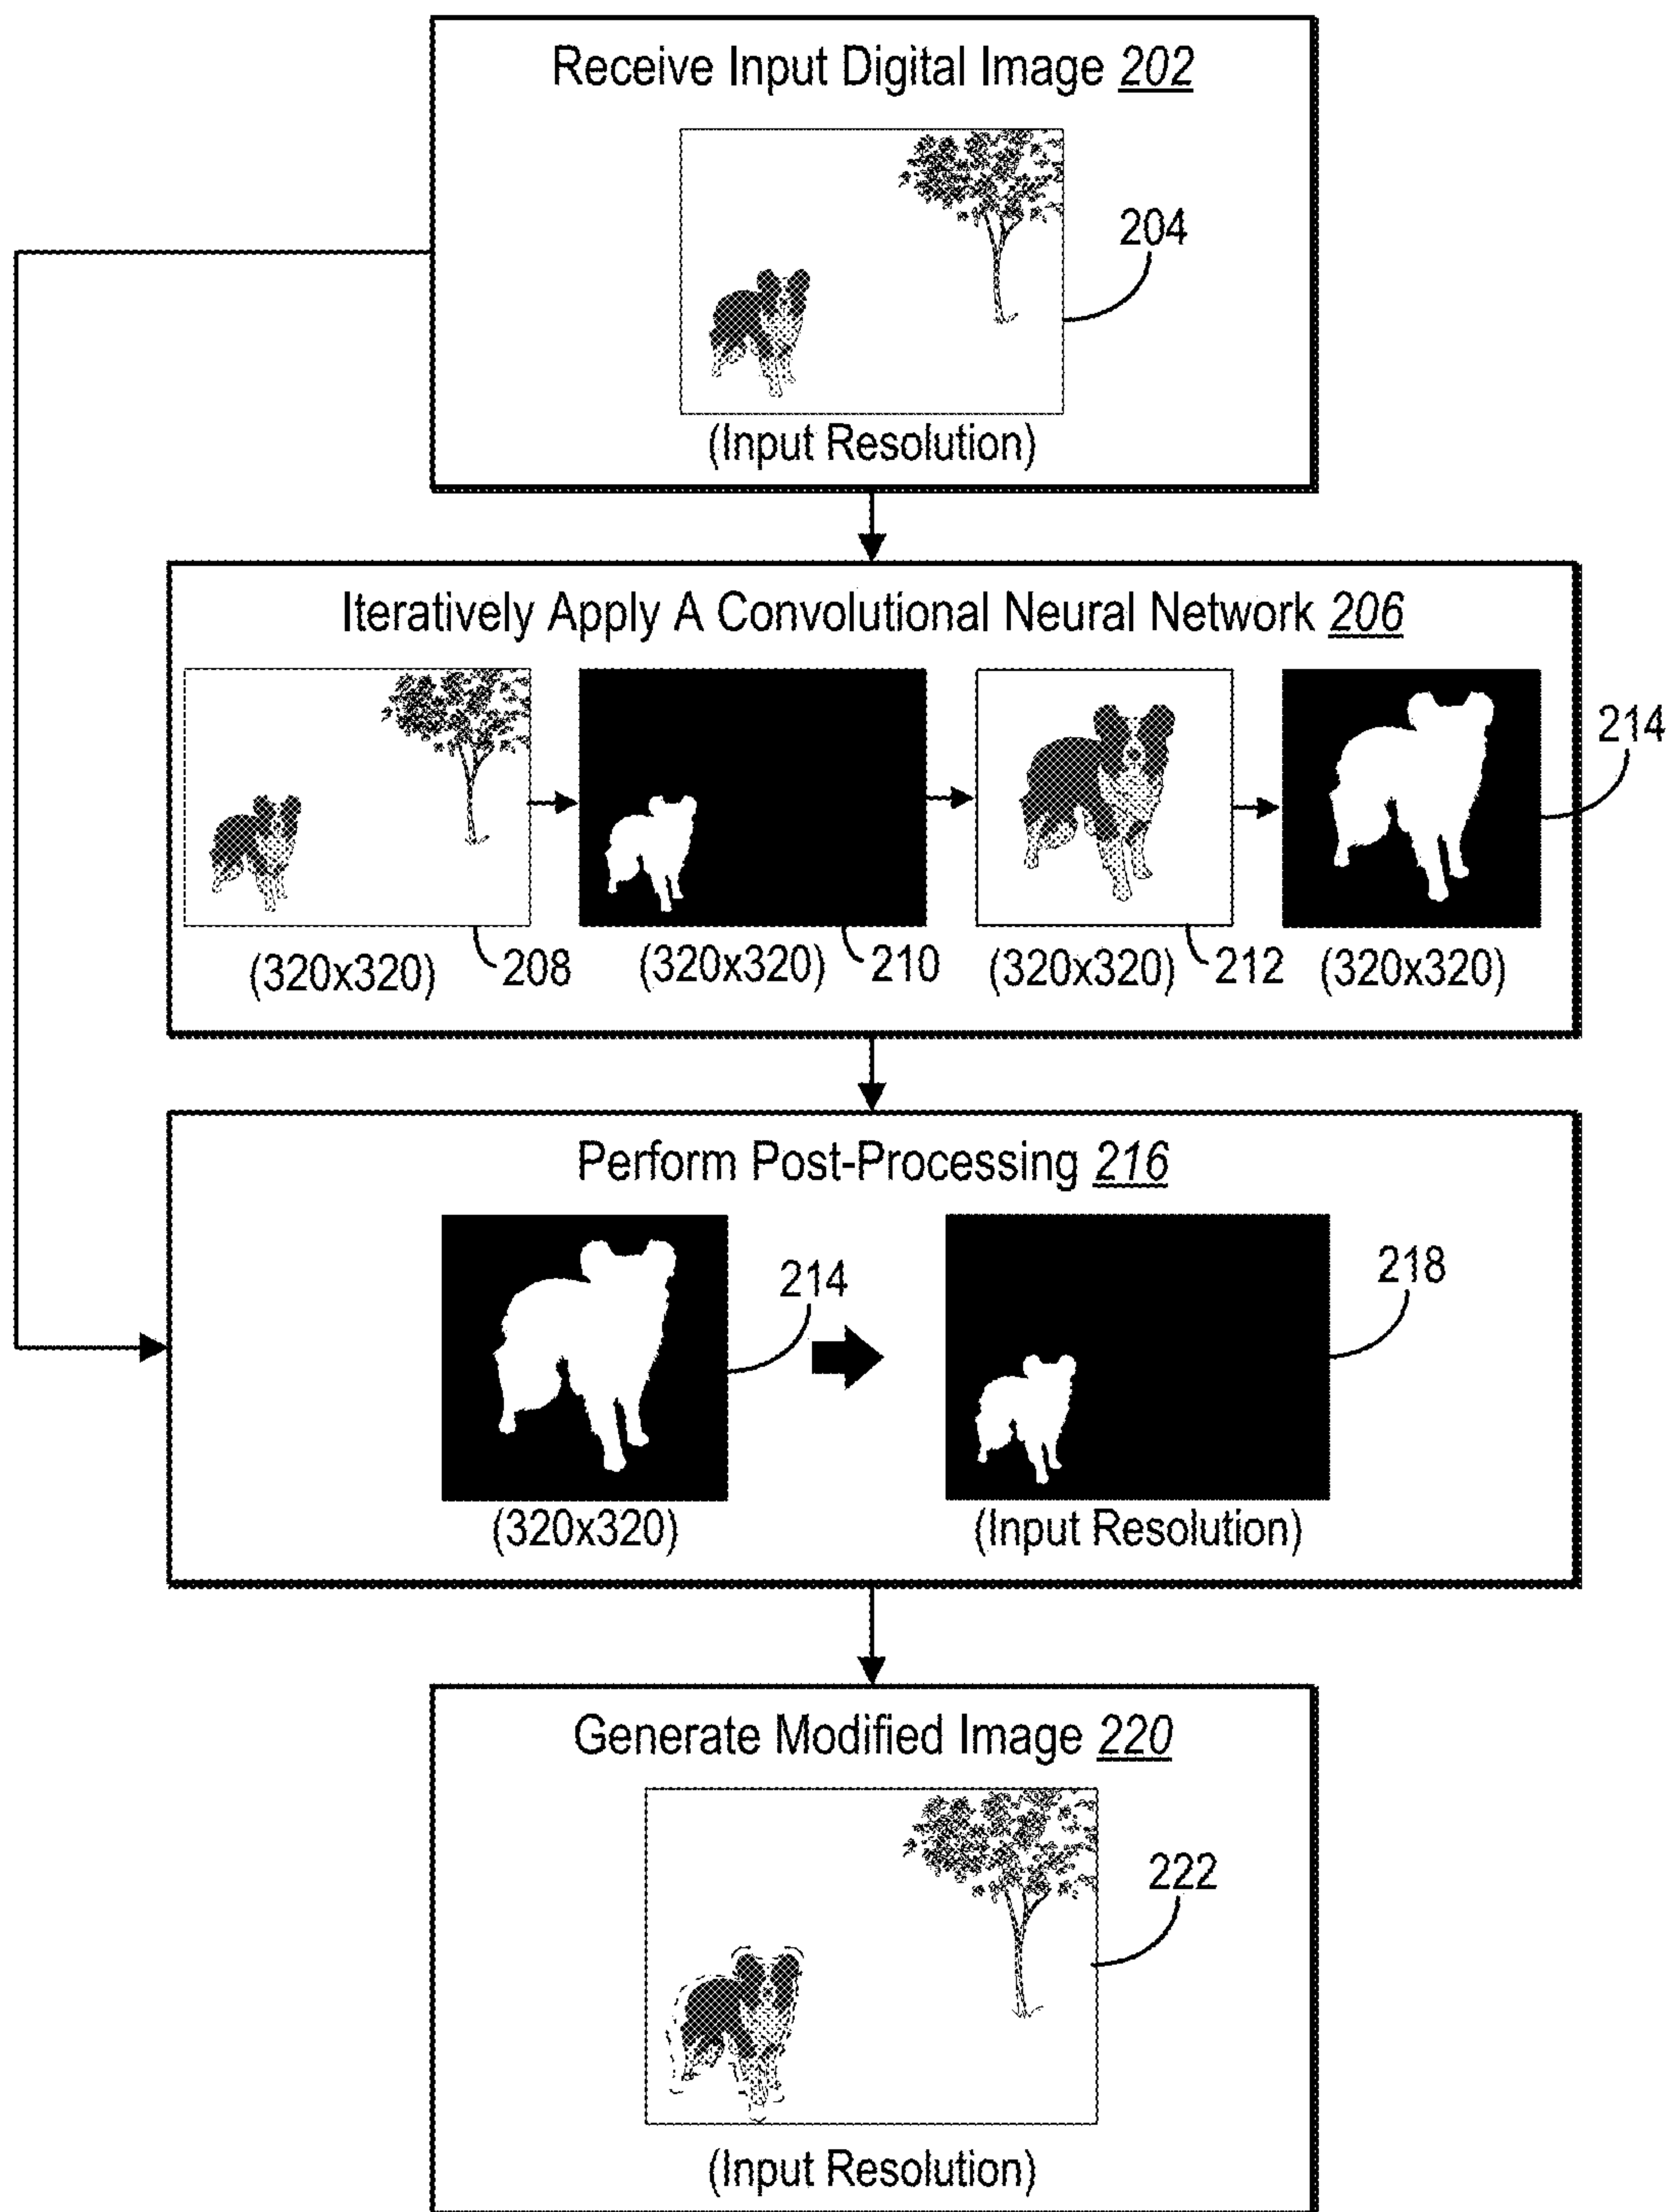 Receive Input Digital Image 202
204
(Input Resolution)
Iteratively Apply A Convolutional Neural Network 206
214
(320x320) 208 (320x320) 210 (320x320) 212 (320x320)
Perform Post-Processing 216
214
218
(320x320) (Input Resolution)
Generate Modified Image 220
222
(Input Resolution)